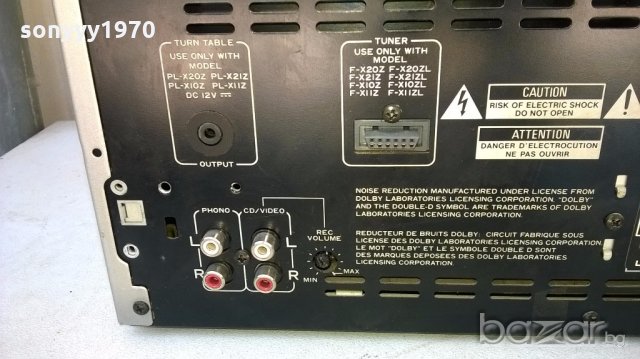 sonyyy1970
TURN TABLE
USE ONLY WITH
MODEL
PL-X20Z PL-X21Z
PL-X10Z PL-X11Z
DC 12V
OUTPUT
TUNER
USE ONLY WITH
MODEL
F-X20Z F-X20ZL
F-X21Z F-X21ZL
F-X10Z F-X10ZL
F-X11Z F-X11ZL
CAUTION
RISK OF ELECTRIC SHOCK
DO NOT OPEN
ATTENTION
DANGER D'ELECTROCUTION
NE PAS OUVRIR
NOISE REDUCTION MANUFACTURED UNDER LICENSE FROM
DOLBY LABORATORIES LICENSING CORPORATION. "DOLBY"
AND THE DOUBLE-D SYMBOL ARE TRADEMARKS OF DOLBY
LABORATORIES LICENSING CORPORATION.
REDUCTEUR DE BRUITS DOLBY: CIRCUIT FABRIQUE SOUS
LICENSE DES DOLBY LABORATORIES LICENSING CORPORATION.
LE MOT "DOLBY" ET LE SYMBOLE DOUBLE D SONT
DES MARQUES DEPOSEES DES DOLBY LABORATORIES
LICENSING CORPORATION.
PHONO CD/VIDEO
L L
R R
REC
VOLUME
MIN MAX
bazar.bg